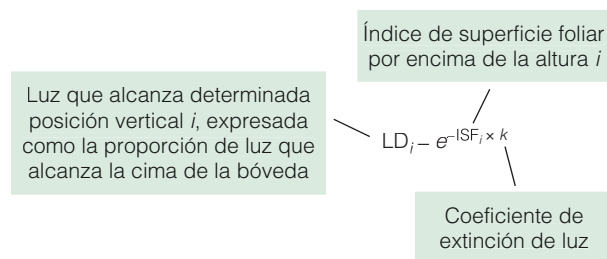 Índice de superficie foliar
por encima de la altura i
Luz que alcanza determinada
posición vertical i, expresada
como la proporción de luz que
alcanza la cima de la bóveda
LDᵢ – e^–ISFᵢ × k
Coeficiente de
extinción de luz